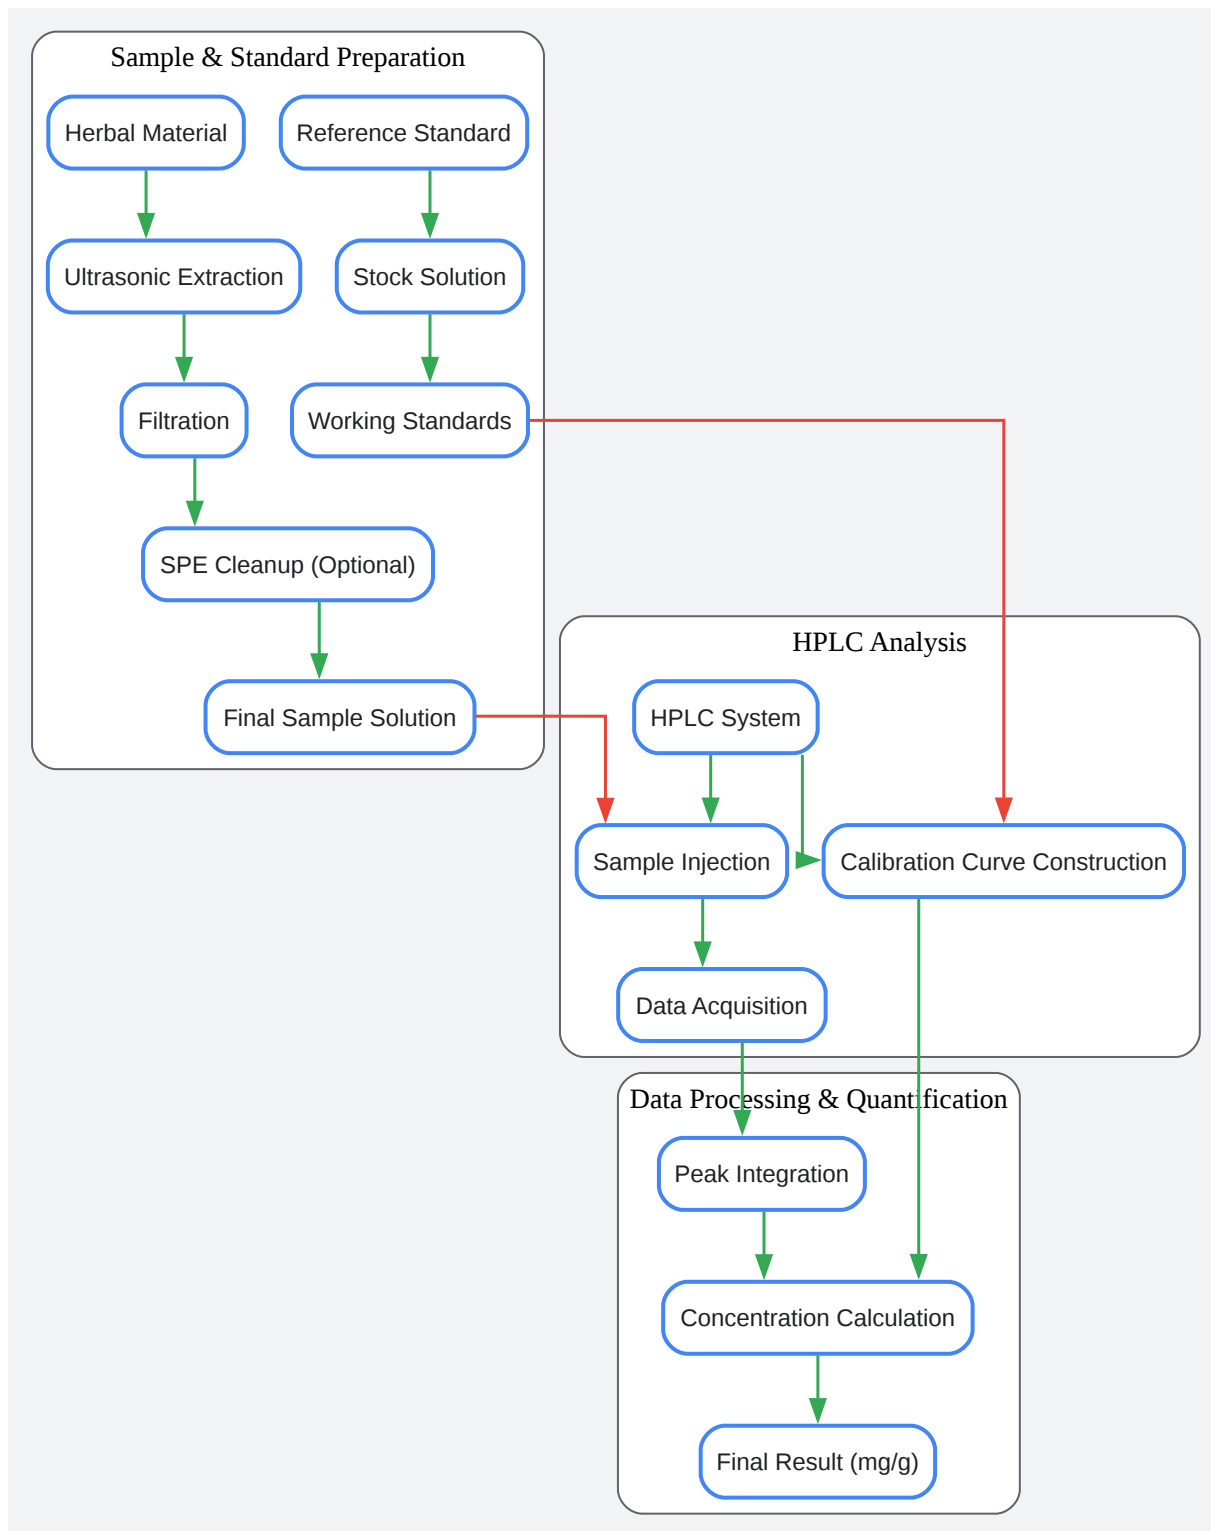 Sample & Standard Preparation
Herbal Material
Reference Standard
Ultrasonic Extraction
Stock Solution
Filtration
Working Standards
SPE Cleanup (Optional)
Final Sample Solution
HPLC Analysis
HPLC System
Sample Injection
Calibration Curve Construction
Data Acquisition
Data Processing & Quantification
Peak Integration
Concentration Calculation
Final Result (mg/g)